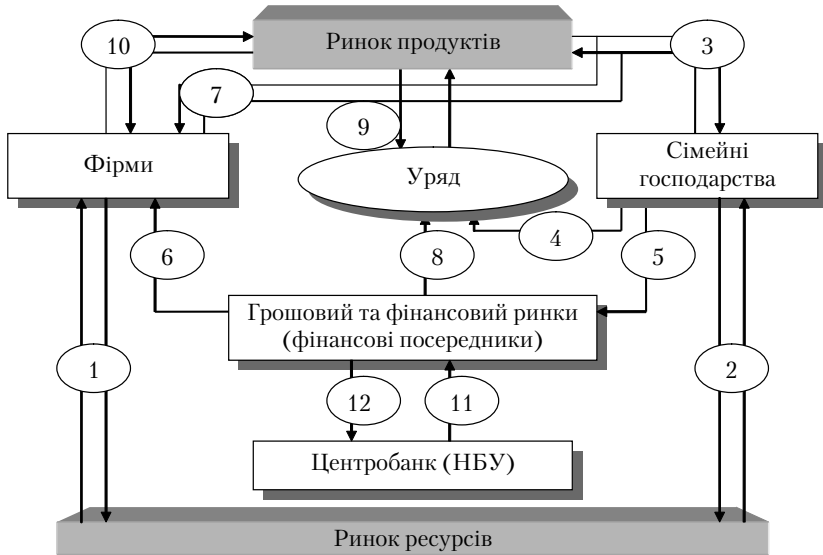 10
Ринок продуктів
3
7
9
Фірми
Уряд
Сімейні
господарства
6
8
4
5
Грошовий та фінансовий ринки
(фінансові посередники)
1
2
12
11
Центробанк (НБУ)
Ринок ресурсів